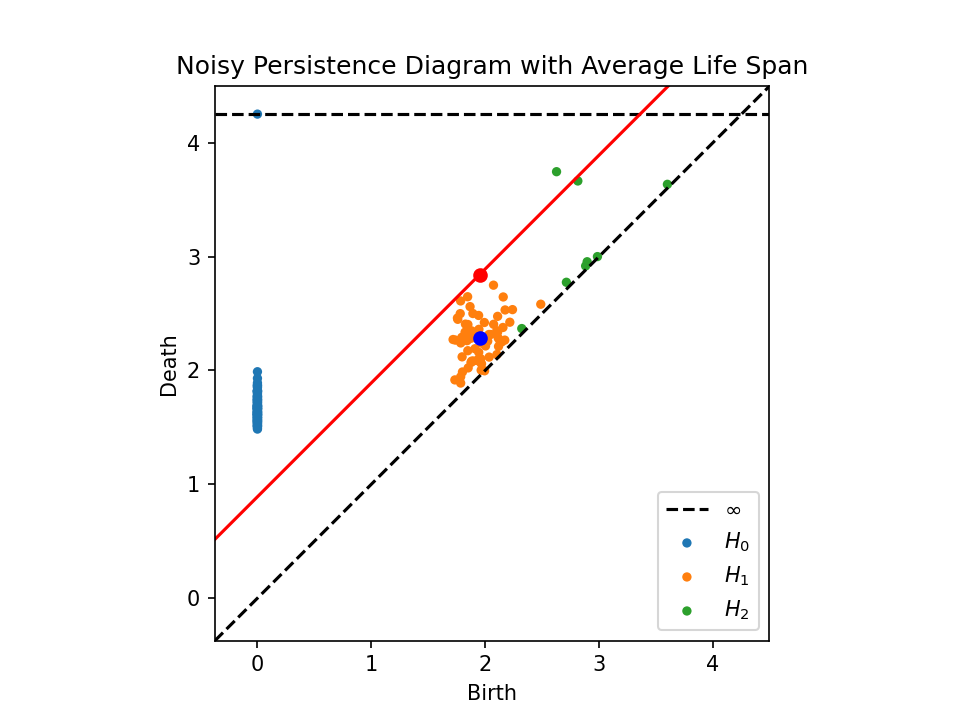 Noisy Persistence Diagram with Average Life Span
Death
4
3
2
1
0
0 1 2 3 4
Birth
∞
H₀
H₁
H₂